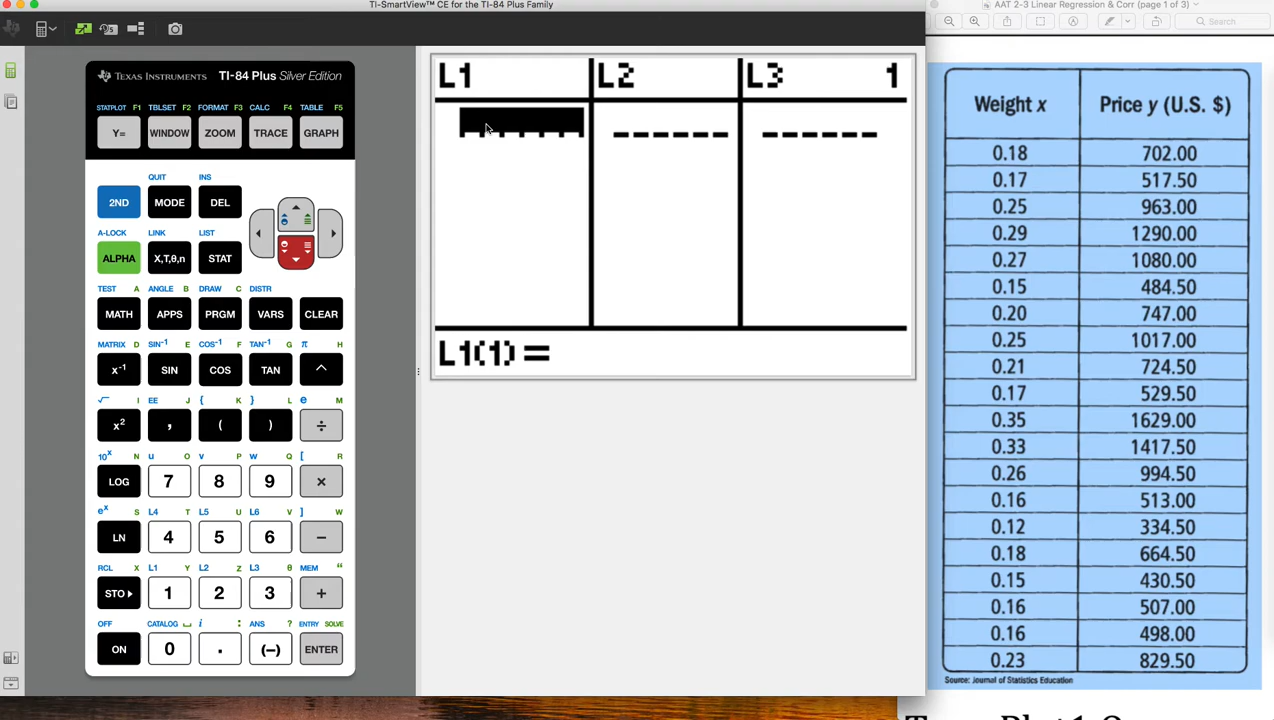 TI-SmartView™ CE for the TI-84 Plus Family
AAT 2-3 Linear Regression & Corr (page 1 of 3)
Search
TEXAS INSTRUMENTS TI-84 Plus Silver Edition
STATPLOT F1 TBLSET F2 FORMAT F3 CALC F4 TABLE F5
Y= WINDOW ZOOM TRACE GRAPH
QUIT INS
2ND MODE DEL
A-LOCK LINK LIST
ALPHA X,T,θ,n STAT
TEST A ANGLE B DRAW C DISTR
MATH APPS PRGM VARS CLEAR
MATRIX D SIN⁻¹ E COS⁻¹ F TAN⁻¹ G π H
x⁻¹ SIN COS TAN ^
√ I EE J { K } L e M
x² , ( ) ÷
10ˣ N u O v P w Q [ R
LOG 7 8 9 ×
eˣ S L4 T L5 U L6 V ] W
LN 4 5 6 −
RCL X L1 Y L2 Z L3 θ MEM “
STO▸ 1 2 3 +
OFF CATALOG i : ANS ? ENTRY SOLVE
ON 0 . (−) ENTER
L1 L2 L3 1
------ ------
L1(1)=
Weight x Price y (U.S. $)
0.18 702.00
0.17 517.50
0.25 963.00
0.29 1290.00
0.27 1080.00
0.15 484.50
0.20 747.00
0.25 1017.00
0.21 724.50
0.17 529.50
0.35 1629.00
0.33 1417.50
0.26 994.50
0.16 513.00
0.12 334.50
0.18 664.50
0.15 430.50
0.16 507.00
0.16 498.00
0.23 829.50
Source: Journal of Statistics Education